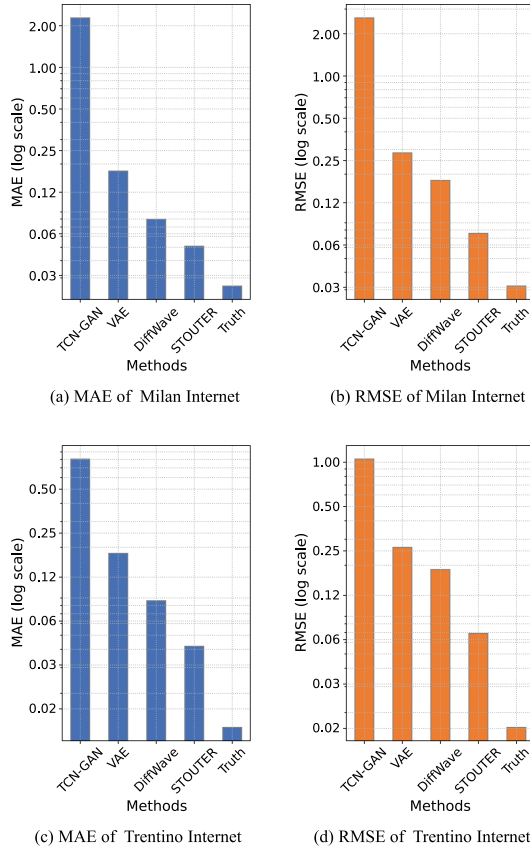 2.00
1.00
0.50
0.25
0.12
0.06
0.03
MAE (log scale)
TCN-GAN
VAE
DiffWave
STOUTER
Truth
Methods
(a) MAE of Milan Internet
2.00
1.00
0.50
0.25
0.12
0.06
0.03
RMSE (log scale)
TCN-GAN
VAE
DiffWave
STOUTER
Truth
Methods
(b) RMSE of Milan Internet
0.50
0.25
0.12
0.06
0.03
0.02
MAE (log scale)
TCN-GAN
VAE
DiffWave
STOUTER
Truth
Methods
(c) MAE of Trentino Internet
1.00
0.50
0.25
0.12
0.06
0.03
0.02
RMSE (log scale)
TCN-GAN
VAE
DiffWave
STOUTER
Truth
Methods
(d) RMSE of Trentino Internet